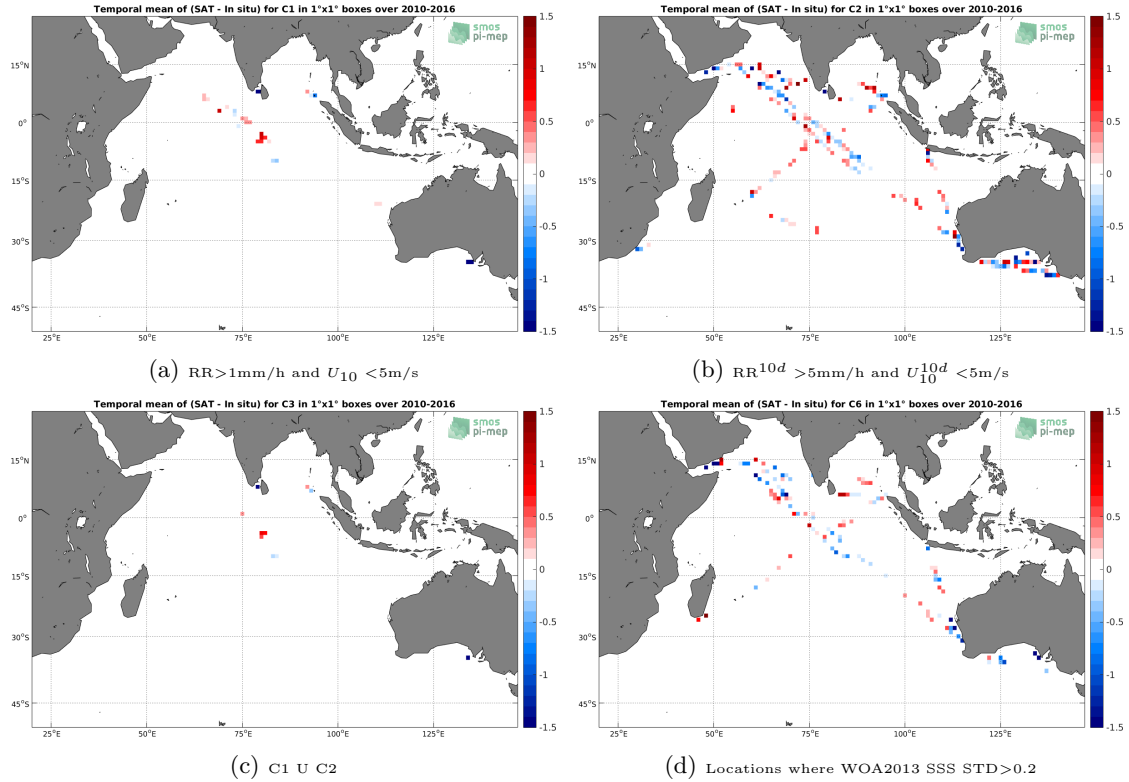 Temporal mean of (SAT - In situ) for C1 in 1°x1° boxes over 2010-2016
smos
pi-mep
15°N
0°
15°S
30°S
45°S
25°E
50°E
75°E
100°E
125°E
1.5
1
0.5
0
-0.5
-1
-1.5
(a) RR>1mm/h and U10 <5m/s
Temporal mean of (SAT - In situ) for C2 in 1°x1° boxes over 2010-2016
smos
pi-mep
15°N
0°
15°S
30°S
45°S
25°E
50°E
75°E
100°E
125°E
1.5
1
0.5
0
-0.5
-1
-1.5
(b) RR10d >5mm/h and U10d10 <5m/s
Temporal mean of (SAT - In situ) for C3 in 1°x1° boxes over 2010-2016
smos
pi-mep
15°N
0°
15°S
30°S
45°S
25°E
50°E
75°E
100°E
125°E
1.5
1
0.5
0
-0.5
-1
-1.5
(c) C1 U C2
Temporal mean of (SAT - In situ) for C6 in 1°x1° boxes over 2010-2016
smos
pi-mep
15°N
0°
15°S
30°S
45°S
25°E
50°E
75°E
100°E
125°E
1.5
1
0.5
0
-0.5
-1
-1.5
(d) Locations where WOA2013 SSS STD>0.2